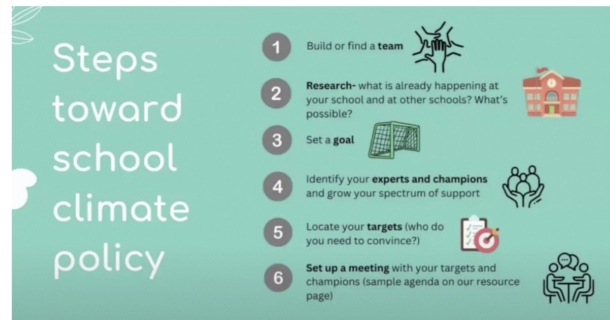 Steps
toward
school
climate
policy
1
Build or find a team
2
Research- what is already happening at
your school and at other schools? What's
possible?
3
Set a goal
4
Identify your experts and champions
and grow your spectrum of support
5
Locate your targets (who do
you need to convince?)
6
Set up a meeting with your targets and
champions (sample agenda on our resource
page)